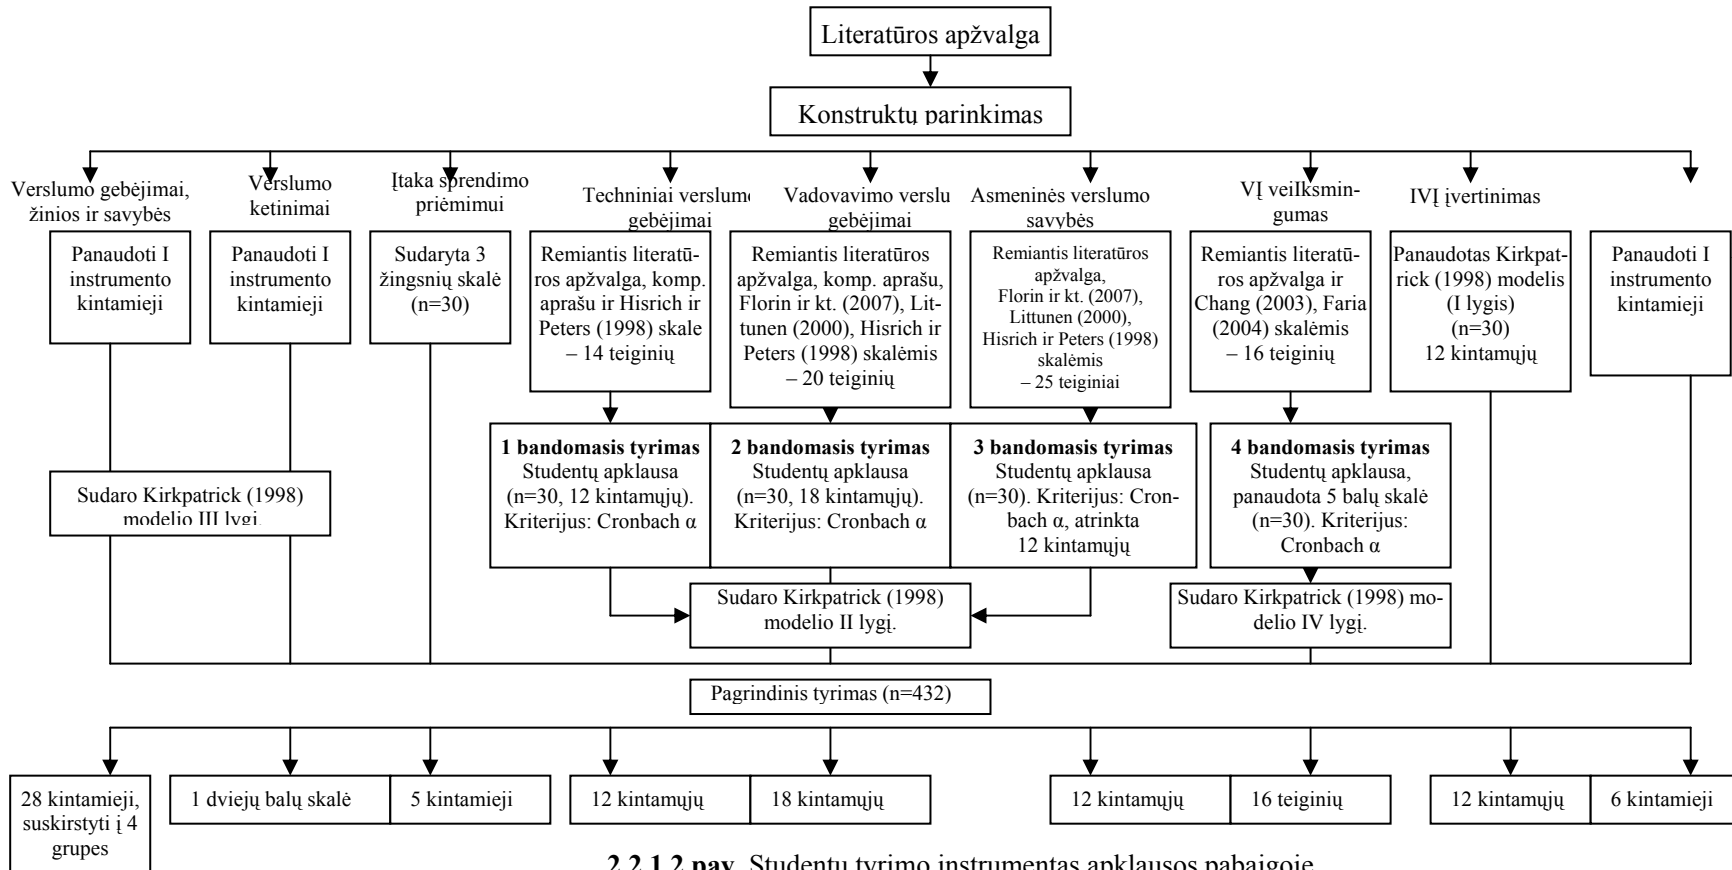 Literatūros apžvalga
Konstruktų parinkimas
Verslumo gebėjimai,
žinios ir savybės
Verslumo
ketinimai
Įtaka sprendimo
priėmimui
Techniniai verslumo
gebėjimai
Vadovavimo verslu
gebėjimai
Asmeninės verslumo
savybės
VĮ veiIksmin-
gumas
IVĮ įvertinimas
Panaudoti I
instrumento
kintamieji
Panaudoti I
instrumento
kintamieji
Sudaryta 3
žingsnių skalė
(n=30)
Remiantis literatū-
ros apžvalga, komp.
aprašu ir Hisrich ir
Peters (1998) skale
– 14 teiginių
Remiantis literatūros
apžvalga, komp. aprašu,
Florin ir kt. (2007), Lit-
tunen (2000), Hisrich ir
Peters (1998) skalėmis
– 20 teiginių
Remiantis literatūros
apžvalga,
Florin ir kt. (2007),
Littunen (2000),
Hisrich ir Peters (1998)
skalėmis
– 25 teiginiai
Remiantis literatū-
ros apžvalga ir
Chang (2003), Faria
(2004) skalėmis
– 16 teiginių
Panaudotas Kirkpat-
rick (1998) modelis
(I lygis)
(n=30)
12 kintamųjų
Panaudoti I
instrumento
kintamieji
1 bandomasis tyrimas
Studentų apklausa
(n=30, 12 kintamųjų).
Kriterijus: Cronbach α
2 bandomasis tyrimas
Studentų apklausa
(n=30, 18 kintamųjų).
Kriterijus: Cronbach α
3 bandomasis tyrimas
Studentų apklausa
(n=30). Kriterijus: Cron-
bach α, atrinkta
12 kintamųjų
4 bandomasis tyrimas
Studentų apklausa,
panaudota 5 balų skalė
(n=30). Kriterijus:
Cronbach α
Sudaro Kirkpatrick (1998)
modelio III lygį.
Sudaro Kirkpatrick (1998)
modelio II lygį.
Sudaro Kirkpatrick (1998) mo-
delio IV lygį.
Pagrindinis tyrimas (n=432)
28 kintamieji,
suskirstyti į 4
grupes
1 dviejų balų skalė
5 kintamieji
12 kintamųjų
18 kintamųjų
12 kintamųjų
16 teiginių
12 kintamųjų
6 kintamieji
2.2.1.2 pav. Studentų tyrimo instrumentas apklausos pabaigoje